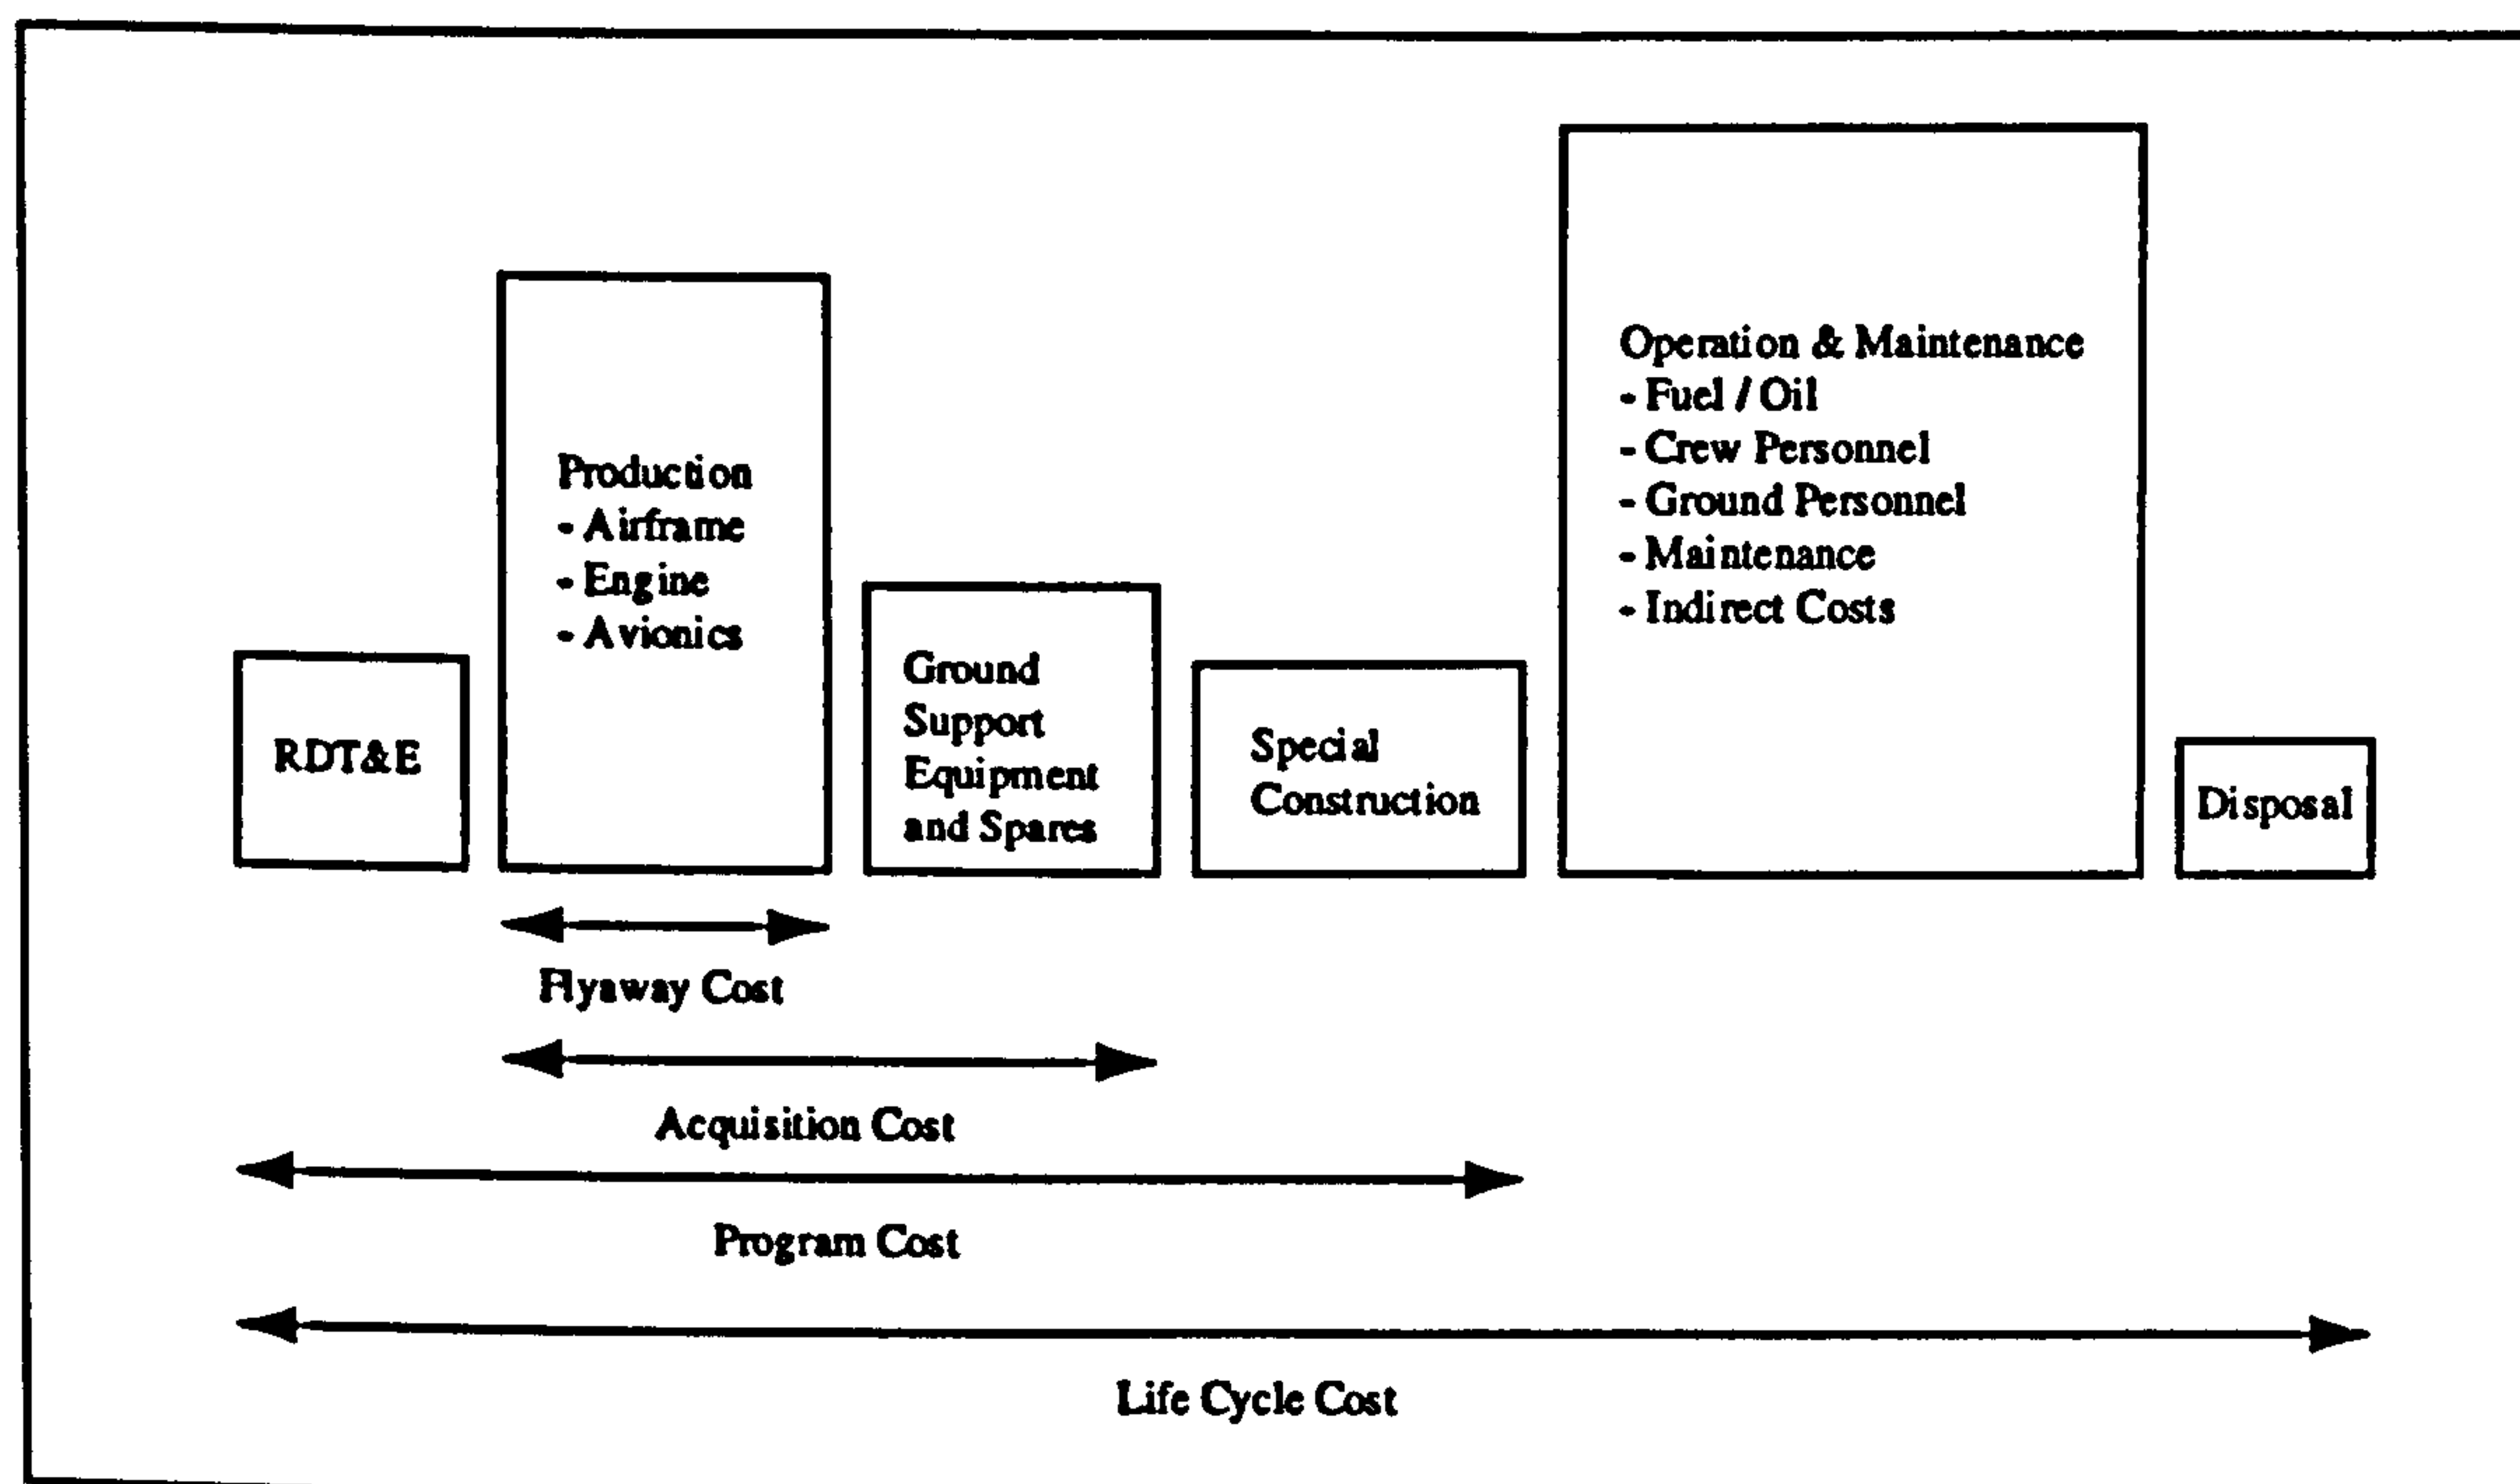 RDT&E
Production
- Airframe
- Engine
- Avionics
Ground
Support
Equipment
and Spares
Special
Construction
Operation & Maintenance
- Fuel / Oil
- Crew Personnel
- Ground Personnel
- Maintenance
- Indirect Costs
Disposal
Flyaway Cost
Acquisition Cost
Program Cost
Life Cycle Cost